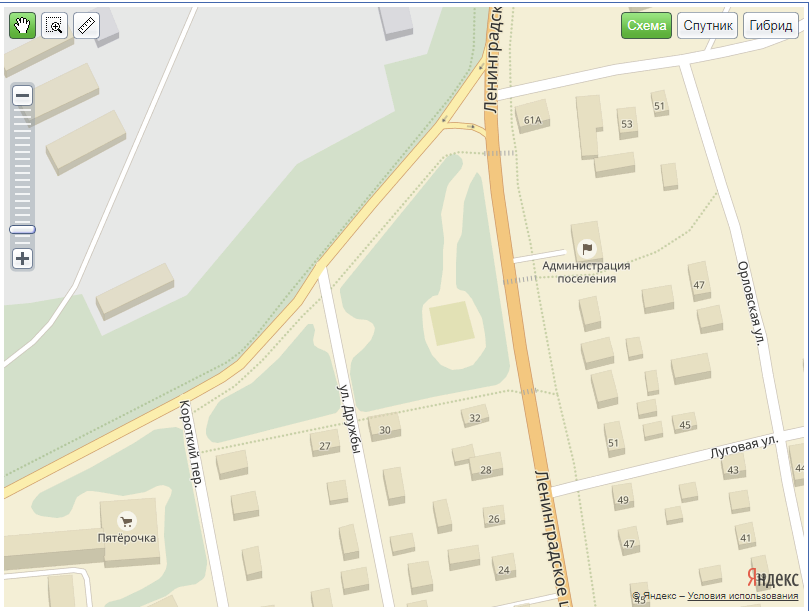 Схема
Спутник
Гибрид
Ленинградск
61А
53
51
Администрация
поселения
47
Орловская ул.
ул. Дружбы
Короткий пер.
32
30
27
45
51
Луговая ул.
43
44
28
Ленинградское ш
49
26
Пятёрочка
47
41
24
45
Яндекс
© Яндекс – Условия использования